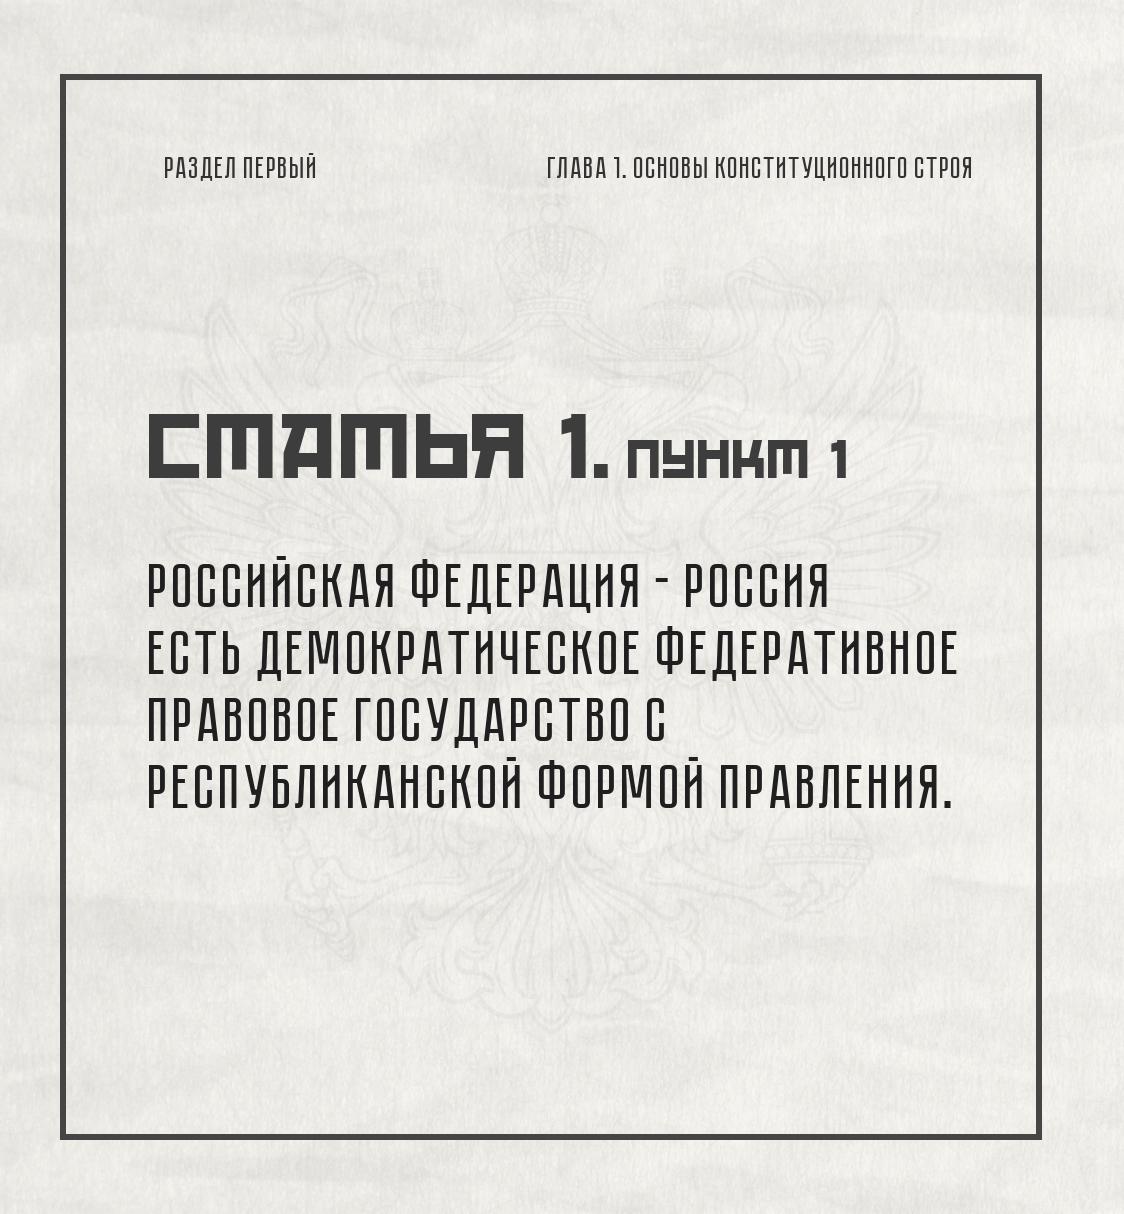 РАЗДЕЛ ПЕРВЫЙ
ГЛАВА 1. ОСНОВЫ КОНСТИТУЦИОННОГО СТРОЯ
СТАТЬЯ 1. ПУНКТ 1
РОССИЙСКАЯ ФЕДЕРАЦИЯ - РОССИЯ
ЕСТЬ ДЕМОКРАТИЧЕСКОЕ ФЕДЕРАТИВНОЕ
ПРАВОВОЕ ГОСУДАРСТВО С
РЕСПУБЛИКАНСКОЙ ФОРМОЙ ПРАВЛЕНИЯ.